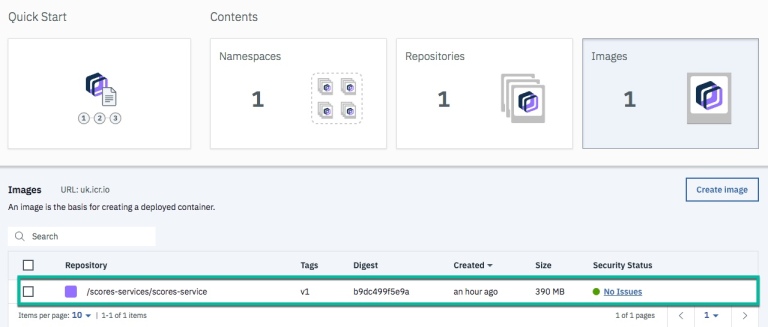 Quick Start
Contents
Namespaces
1
Repositories
1
Images
1
1 2 3
Images URL: uk.icr.io
Create image
An image is the basis for creating a deployed container.
Search
Repository Tags Digest Created Size Security Status
/scores-services/scores-service v1 b9dc499f5e9a an hour ago 390 MB No Issues
Items per page: 10 | 1-1 of 1 items 1 of 1 pages 1